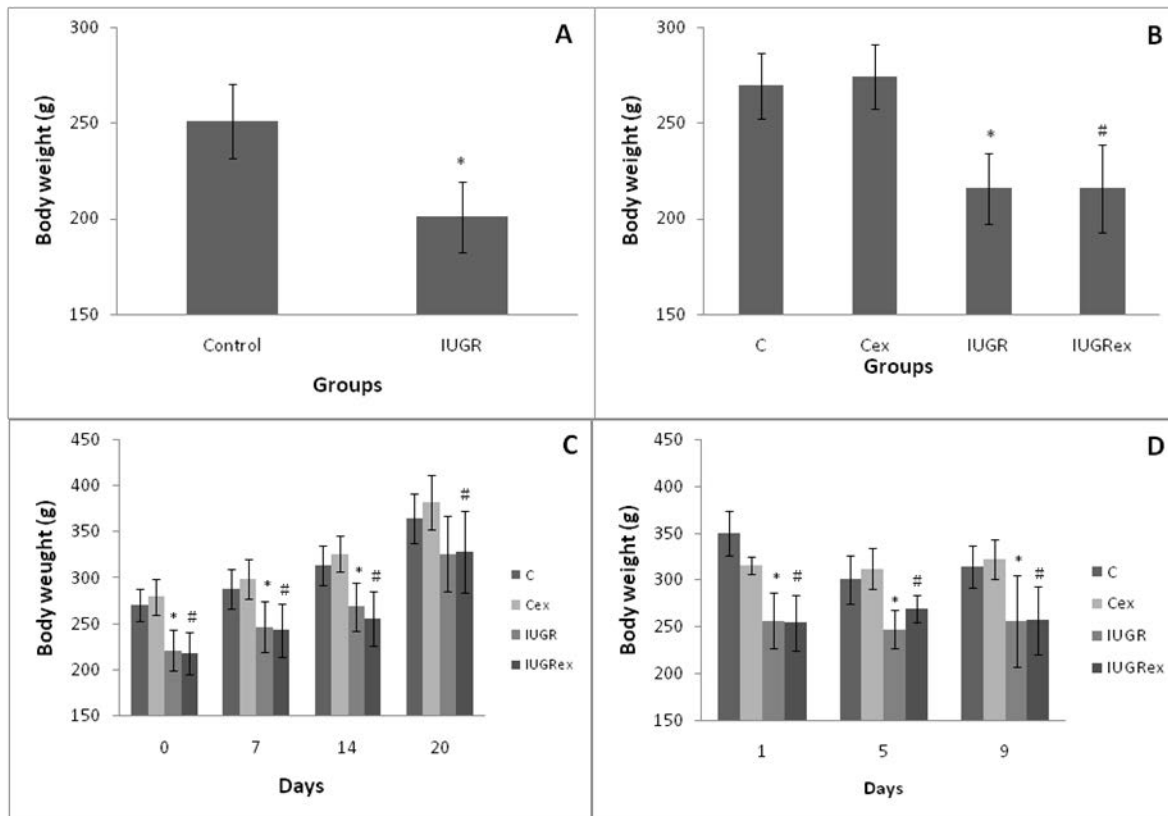 A
300
250
200
150
Body weight (g)
*
Control IUGR
Groups
B
300
250
200
150
Body weight (g)
* #
C Cex IUGR IUGRex
Groups
C
450
400
350
300
250
200
150
Body weught (g)
* # * # * # #
0 7 14 20
Days
C
Cex
IUGR
IUGRex
D
450
400
350
300
250
200
150
Body weight (g)
* # * # * #
1 5 9
Days
C
Cex
IUGR
IUGRex